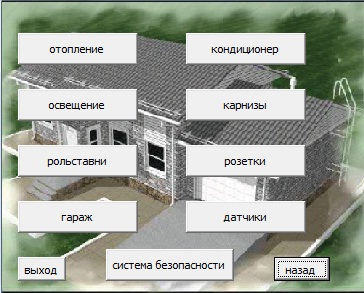 отопление кондиционер
освещение карнизы
рольставни розетки
гараж датчики
выход система безопасности назад